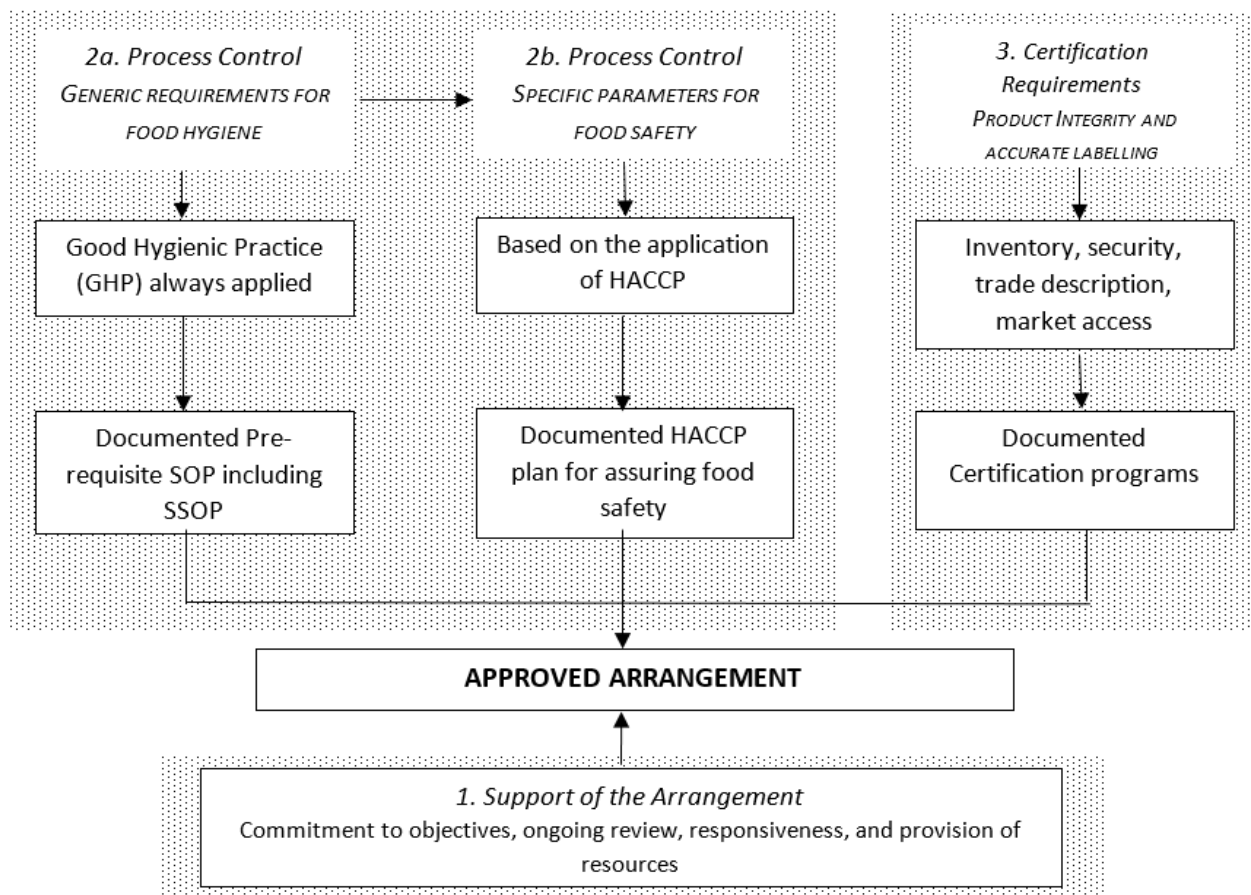 2a. Process Control
GENERIC REQUIREMENTS FOR
FOOD HYGIENE
2b. Process Control
SPECIFIC PARAMETERS FOR
FOOD SAFETY
3. Certification
Requirements
PRODUCT INTEGRITY AND
ACCURATE LABELLING
Good Hygienic Practice
(GHP) always applied
Based on the application
of HACCP
Inventory, security,
trade description,
market access
Documented Pre-
requisite SOP including
SSOP
Documented HACCP
plan for assuring food
safety
Documented
Certification programs
APPROVED ARRANGEMENT
1. Support of the Arrangement
Commitment to objectives, ongoing review, responsiveness, and provision of
resources